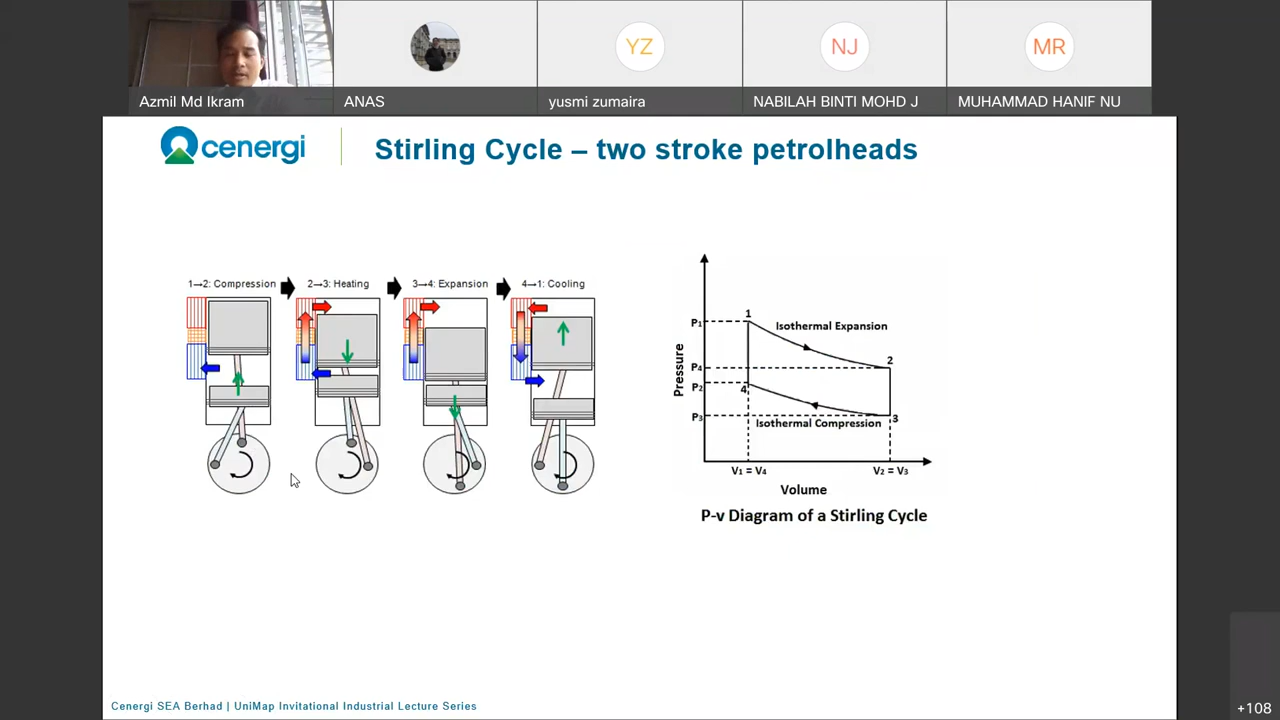 YZ
NJ
MR
Azmil Md Ikram
ANAS
yusmi zumaira
NABILAH BINTI MOHD J
MUHAMMAD HANIF NU
cenergi
Stirling Cycle – two stroke petrolheads
1→2: Compression
2→3: Heating
3→4: Expansion
4→1: Cooling
Pressure
P₁
P₄
P₂
P₃
1
Isothermal Expansion
2
4
3
Isothermal Compression
V₁ = V₄
V₂ = V₃
Volume
P-v Diagram of a Stirling Cycle
Cenergi SEA Berhad | UniMap Invitational Industrial Lecture Series
+108